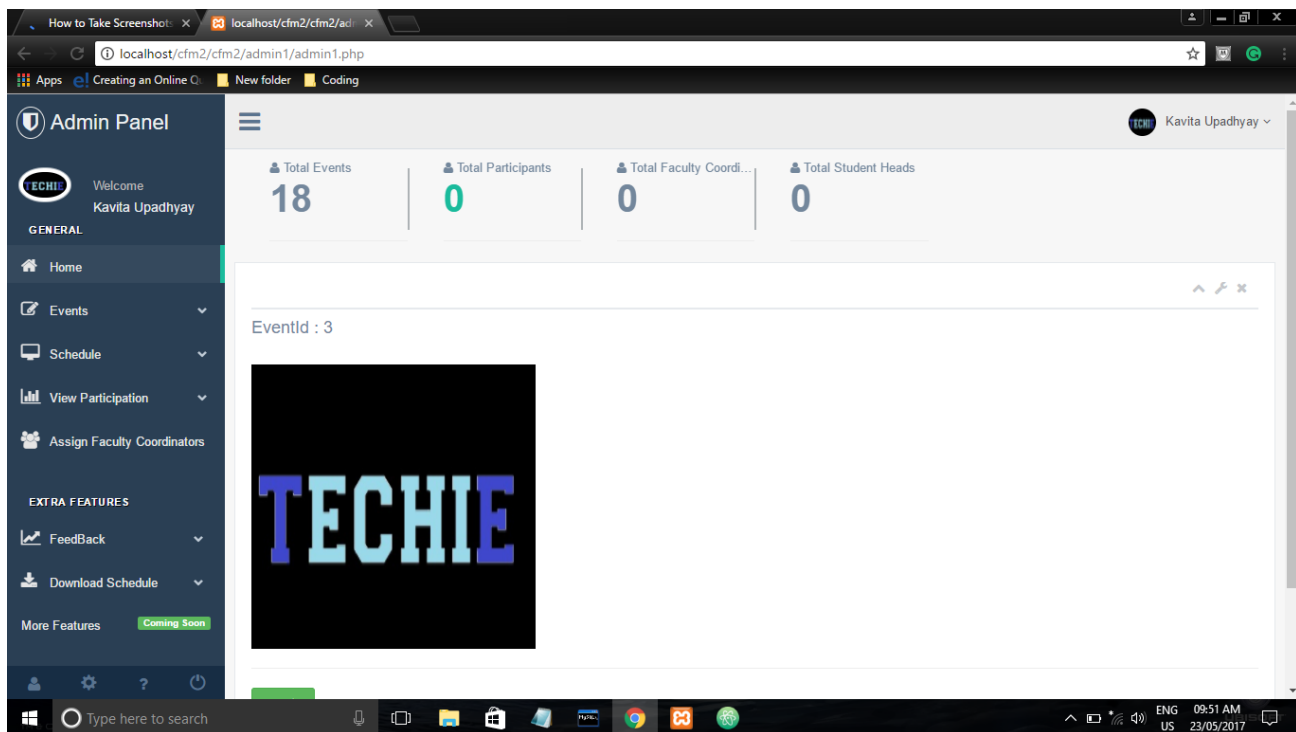 How to Take Screenshots
localhost/cfm2/cfm2/adm
localhost/cfm2/cfm2/admin1/admin1.php
Apps
Creating an Online Qu
New folder
Coding
Admin Panel
TECHIE
Welcome
Kavita Upadhyay
GENERAL
Home
Events
Schedule
View Participation
Assign Faculty Coordinators
EXTRA FEATURES
FeedBack
Download Schedule
More Features
Coming Soon
?
Kavita Upadhyay
Total Events
18
Total Participants
0
Total Faculty Coordi...
0
Total Student Heads
0
EventId : 3
TECHIE
Type here to search
MySQL
ENG
US
09:51 AM
23/05/2017